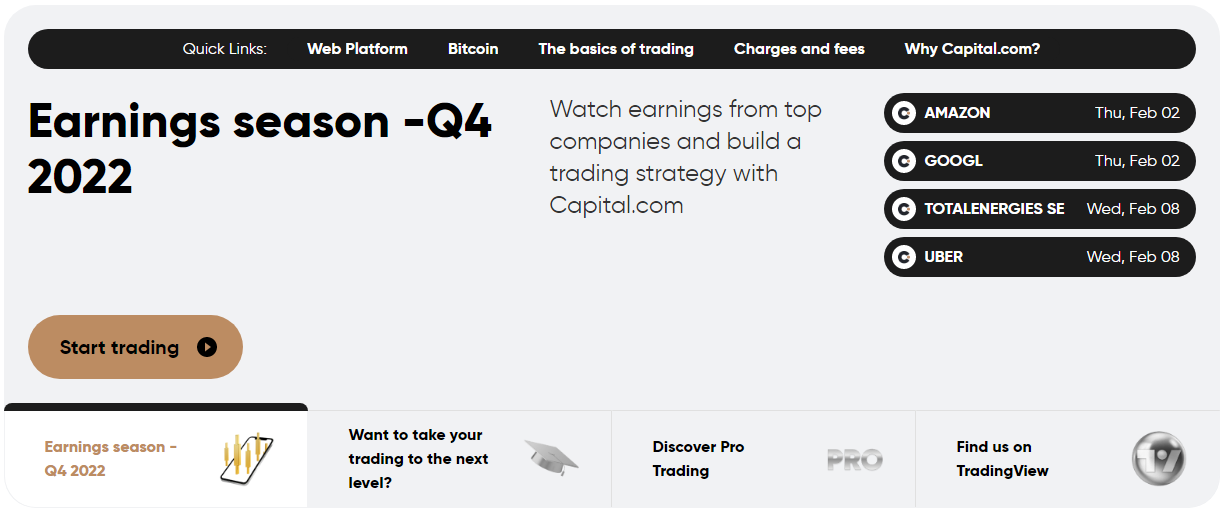 Quick Links: Web Platform Bitcoin The basics of trading Charges and fees Why Capital.com?
Earnings season -Q4
2022
Watch earnings from top
companies and build a
trading strategy with
Capital.com
AMAZON Thu, Feb 02
GOOGL Thu, Feb 02
TOTALENERGIES SE Wed, Feb 08
UBER Wed, Feb 08
Start trading
Earnings season -
Q4 2022
Want to take your
trading to the next
level?
Discover Pro
Trading
PRO
Find us on
TradingView